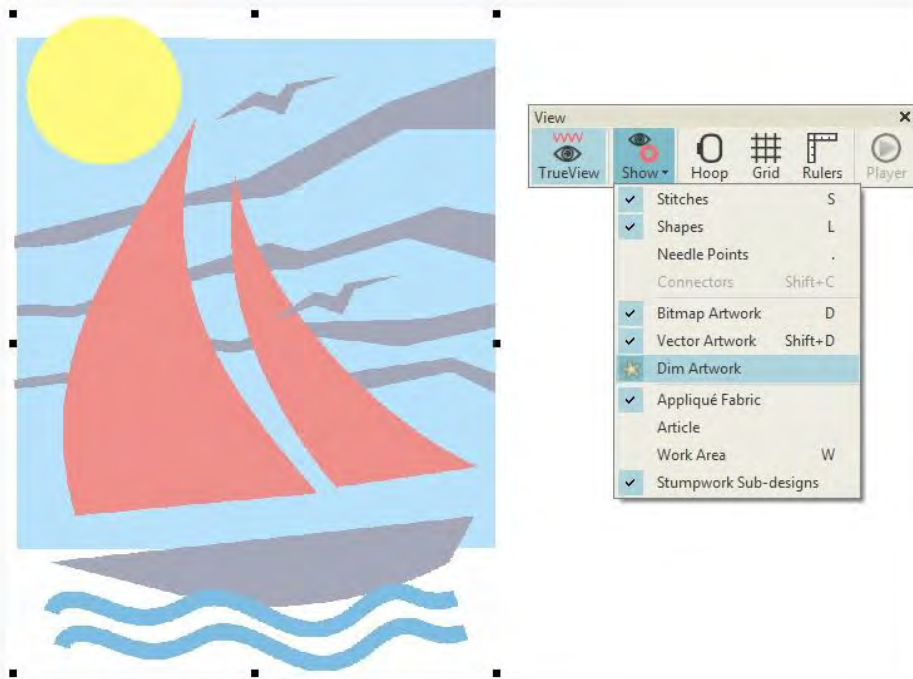 View
TrueView Show Hoop Grid Rulers Player
Stitches S
Shapes L
Needle Points .
Connectors Shift+C
Bitmap Artwork D
Vector Artwork Shift+D
Dim Artwork
Appliqué Fabric
Article
Work Area W
Stumpwork Sub-designs